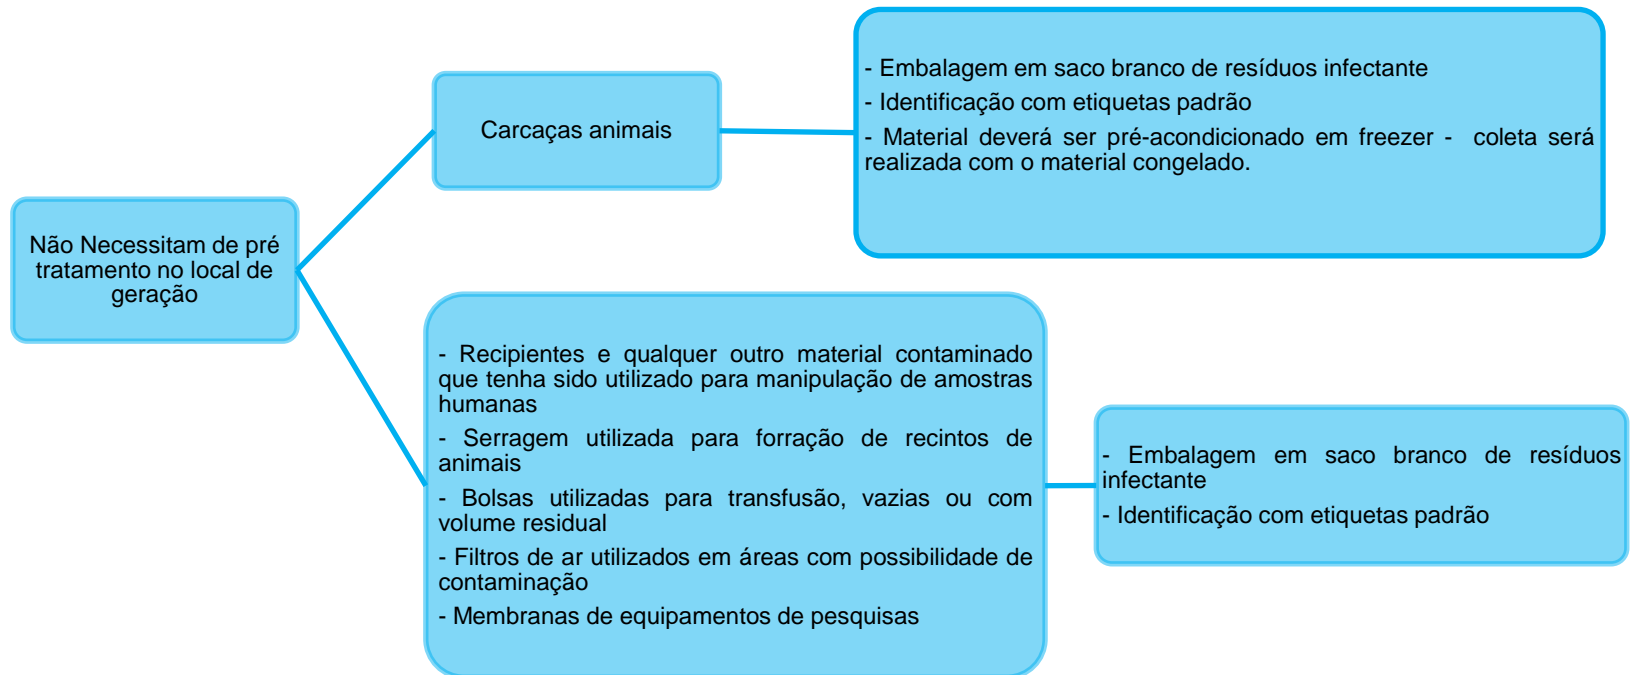 Não Necessitam de pré
tratamento no local de
geração
Carcaças animais
- Embalagem em saco branco de resíduos infectante
- Identificação com etiquetas padrão
- Material deverá ser pré-acondicionado em freezer - coleta será
realizada com o material congelado.
- Recipientes e qualquer outro material contaminado
que tenha sido utilizado para manipulação de amostras
humanas
- Serragem utilizada para forração de recintos de
animais
- Bolsas utilizadas para transfusão, vazias ou com
volume residual
- Filtros de ar utilizados em áreas com possibilidade de
contaminação
- Membranas de equipamentos de pesquisas
- Embalagem em saco branco de resíduos
infectante
- Identificação com etiquetas padrão